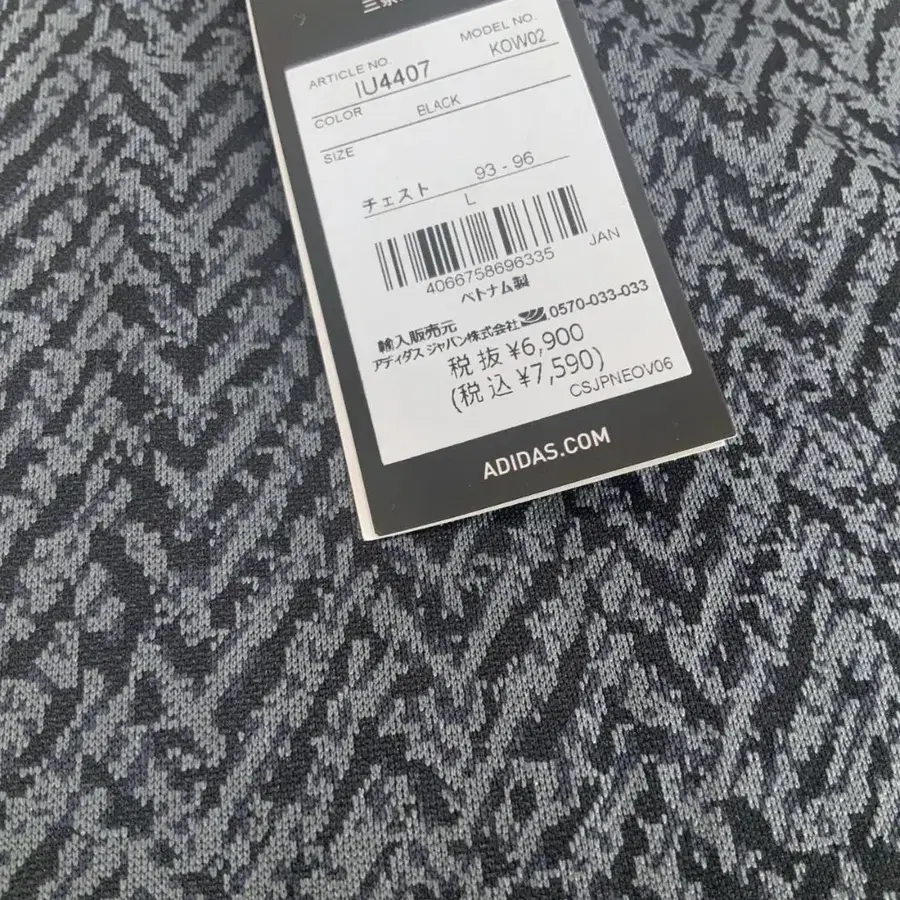 ARTICLE NO. MODEL NO.
IU4407 KOW02
COLOR BLACK
SIZE
チェスト 93 - 96
L
JAN
4066758696335
ベトナム製
輸入販売元
アディダス ジャパン株式会社 0570-033-033
税抜 ¥6,900
(税込 ¥7,590)
CSJPNEOV06
ADIDAS.COM